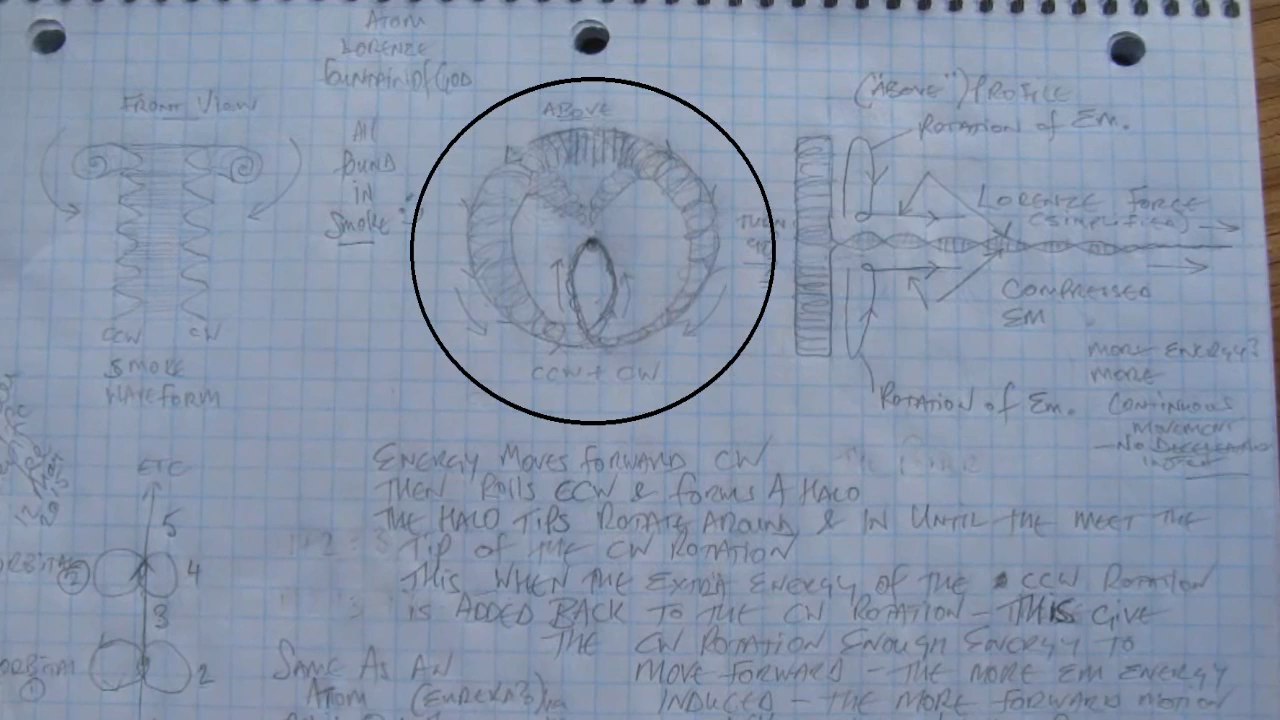 ATOM
LORENZE
FOUNTAIN OF GOD
FRONT VIEW
CCW CW
SMOKE
WAVEFORM
All
FOUND
IN
SMOKE
ABOVE
CCW + CW
("ABOVE") PROFILE
ROTATION OF EM.
LORENZE FORCE
(SIMPLIFIED)
COMPRESSED
EM
ROTATION OF EM.
MORE ENERGY?
MORE
CONTINUOUS
MOVEMENT
ENERGY MOVES FORWARD CW
THEN ROLLS CCW & FORMS A HALO
THE HALO TIPS ROTATE AROUND & IN UNTIL THE MEET THE
TIP OF THE CW ROTATION
THIS WHEN THE EXTRA ENERGY OF THE CCW ROTATION
IS ADDED BACK TO THE CW ROTATION - THIS GIVE
THE CW ROTATION ENOUGH ENERGY TO
MOVE FORWARD - THE MORE EM ENERGY
INDUCED - THE MORE FORWARD MOTION
ETC
5
4
3
2
SAME AS AN
ATOM (EUREKA?)